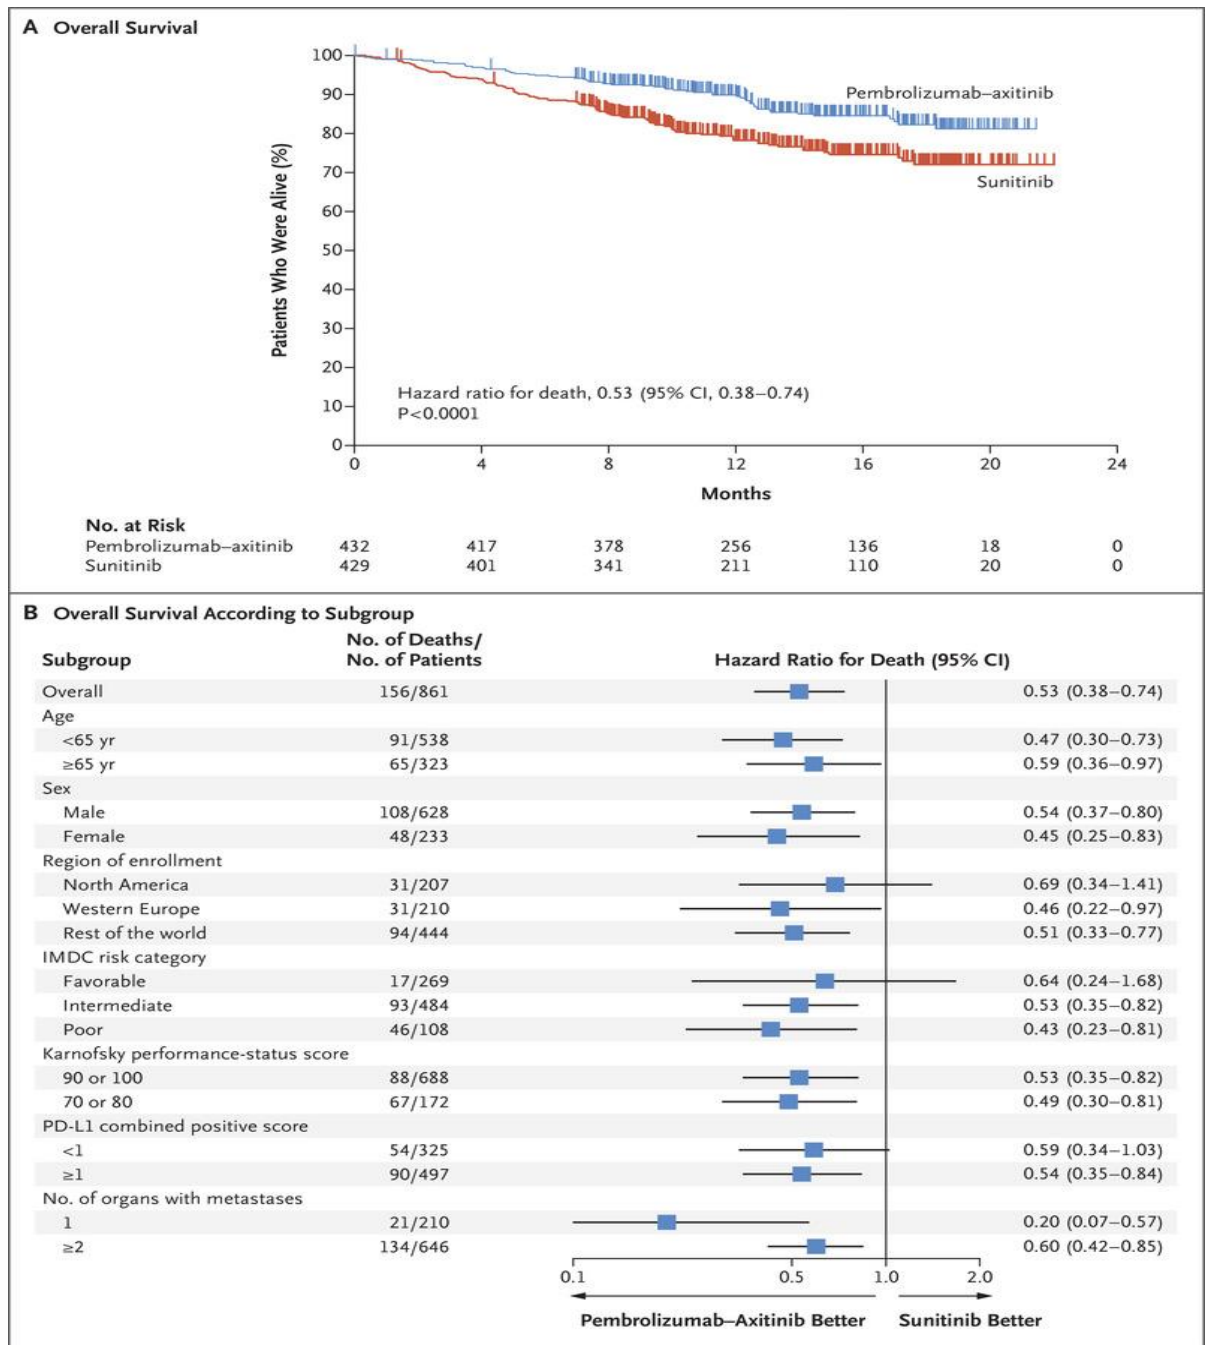 A Overall Survival
100
90
80
70
60
50
40
30
20
10
0
Patients Who Were Alive (%)
Pembrolizumab–axitinib
Sunitinib
Hazard ratio for death, 0.53 (95% CI, 0.38–0.74)
P<0.0001
0 4 8 12 16 20 24
Months
No. at Risk
Pembrolizumab–axitinib 432 417 378 256 136 18 0
Sunitinib 429 401 341 211 110 20 0
B Overall Survival According to Subgroup
Subgroup No. of Deaths/ No. of Patients Hazard Ratio for Death (95% CI)
Overall 156/861 0.53 (0.38–0.74)
Age
<65 yr 91/538 0.47 (0.30–0.73)
≥65 yr 65/323 0.59 (0.36–0.97)
Sex
Male 108/628 0.54 (0.37–0.80)
Female 48/233 0.45 (0.25–0.83)
Region of enrollment
North America 31/207 0.69 (0.34–1.41)
Western Europe 31/210 0.46 (0.22–0.97)
Rest of the world 94/444 0.51 (0.33–0.77)
IMDC risk category
Favorable 17/269 0.64 (0.24–1.68)
Intermediate 93/484 0.53 (0.35–0.82)
Poor 46/108 0.43 (0.23–0.81)
Karnofsky performance-status score
90 or 100 88/688 0.53 (0.35–0.82)
70 or 80 67/172 0.49 (0.30–0.81)
PD-L1 combined positive score
<1 54/325 0.59 (0.34–1.03)
≥1 90/497 0.54 (0.35–0.84)
No. of organs with metastases
1 21/210 0.20 (0.07–0.57)
≥2 134/646 0.60 (0.42–0.85)
0.1 0.5 1.0 2.0
Pembrolizumab–Axitinib Better Sunitinib Better